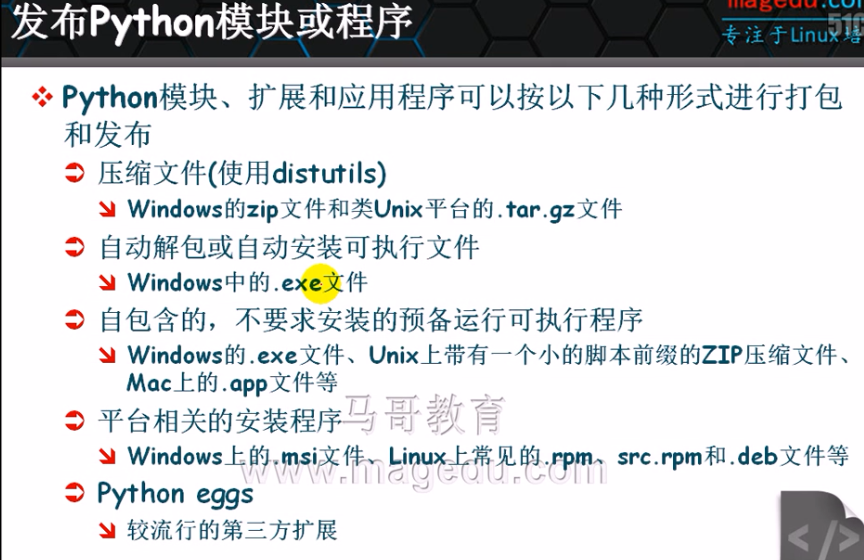 发布Python模块或程序
magedu.com
专注于Linux培
Python模块、扩展和应用程序可以按以下几种形式进行打包
和发布
压缩文件(使用distutils)
Windows的zip文件和类Unix平台的.tar.gz文件
自动解包或自动安装可执行文件
Windows中的.exe文件
自包含的，不要求安装的预备运行可执行程序
Windows的.exe文件、Unix上带有一个小的脚本前缀的ZIP压缩文件、
Mac上的.app文件等
马哥教育
平台相关的安装程序
Windows上的.msi文件、Linux上常见的.rpm、src.rpm和.deb文件等
www.magedu.com
Python eggs
较流行的第三方扩展